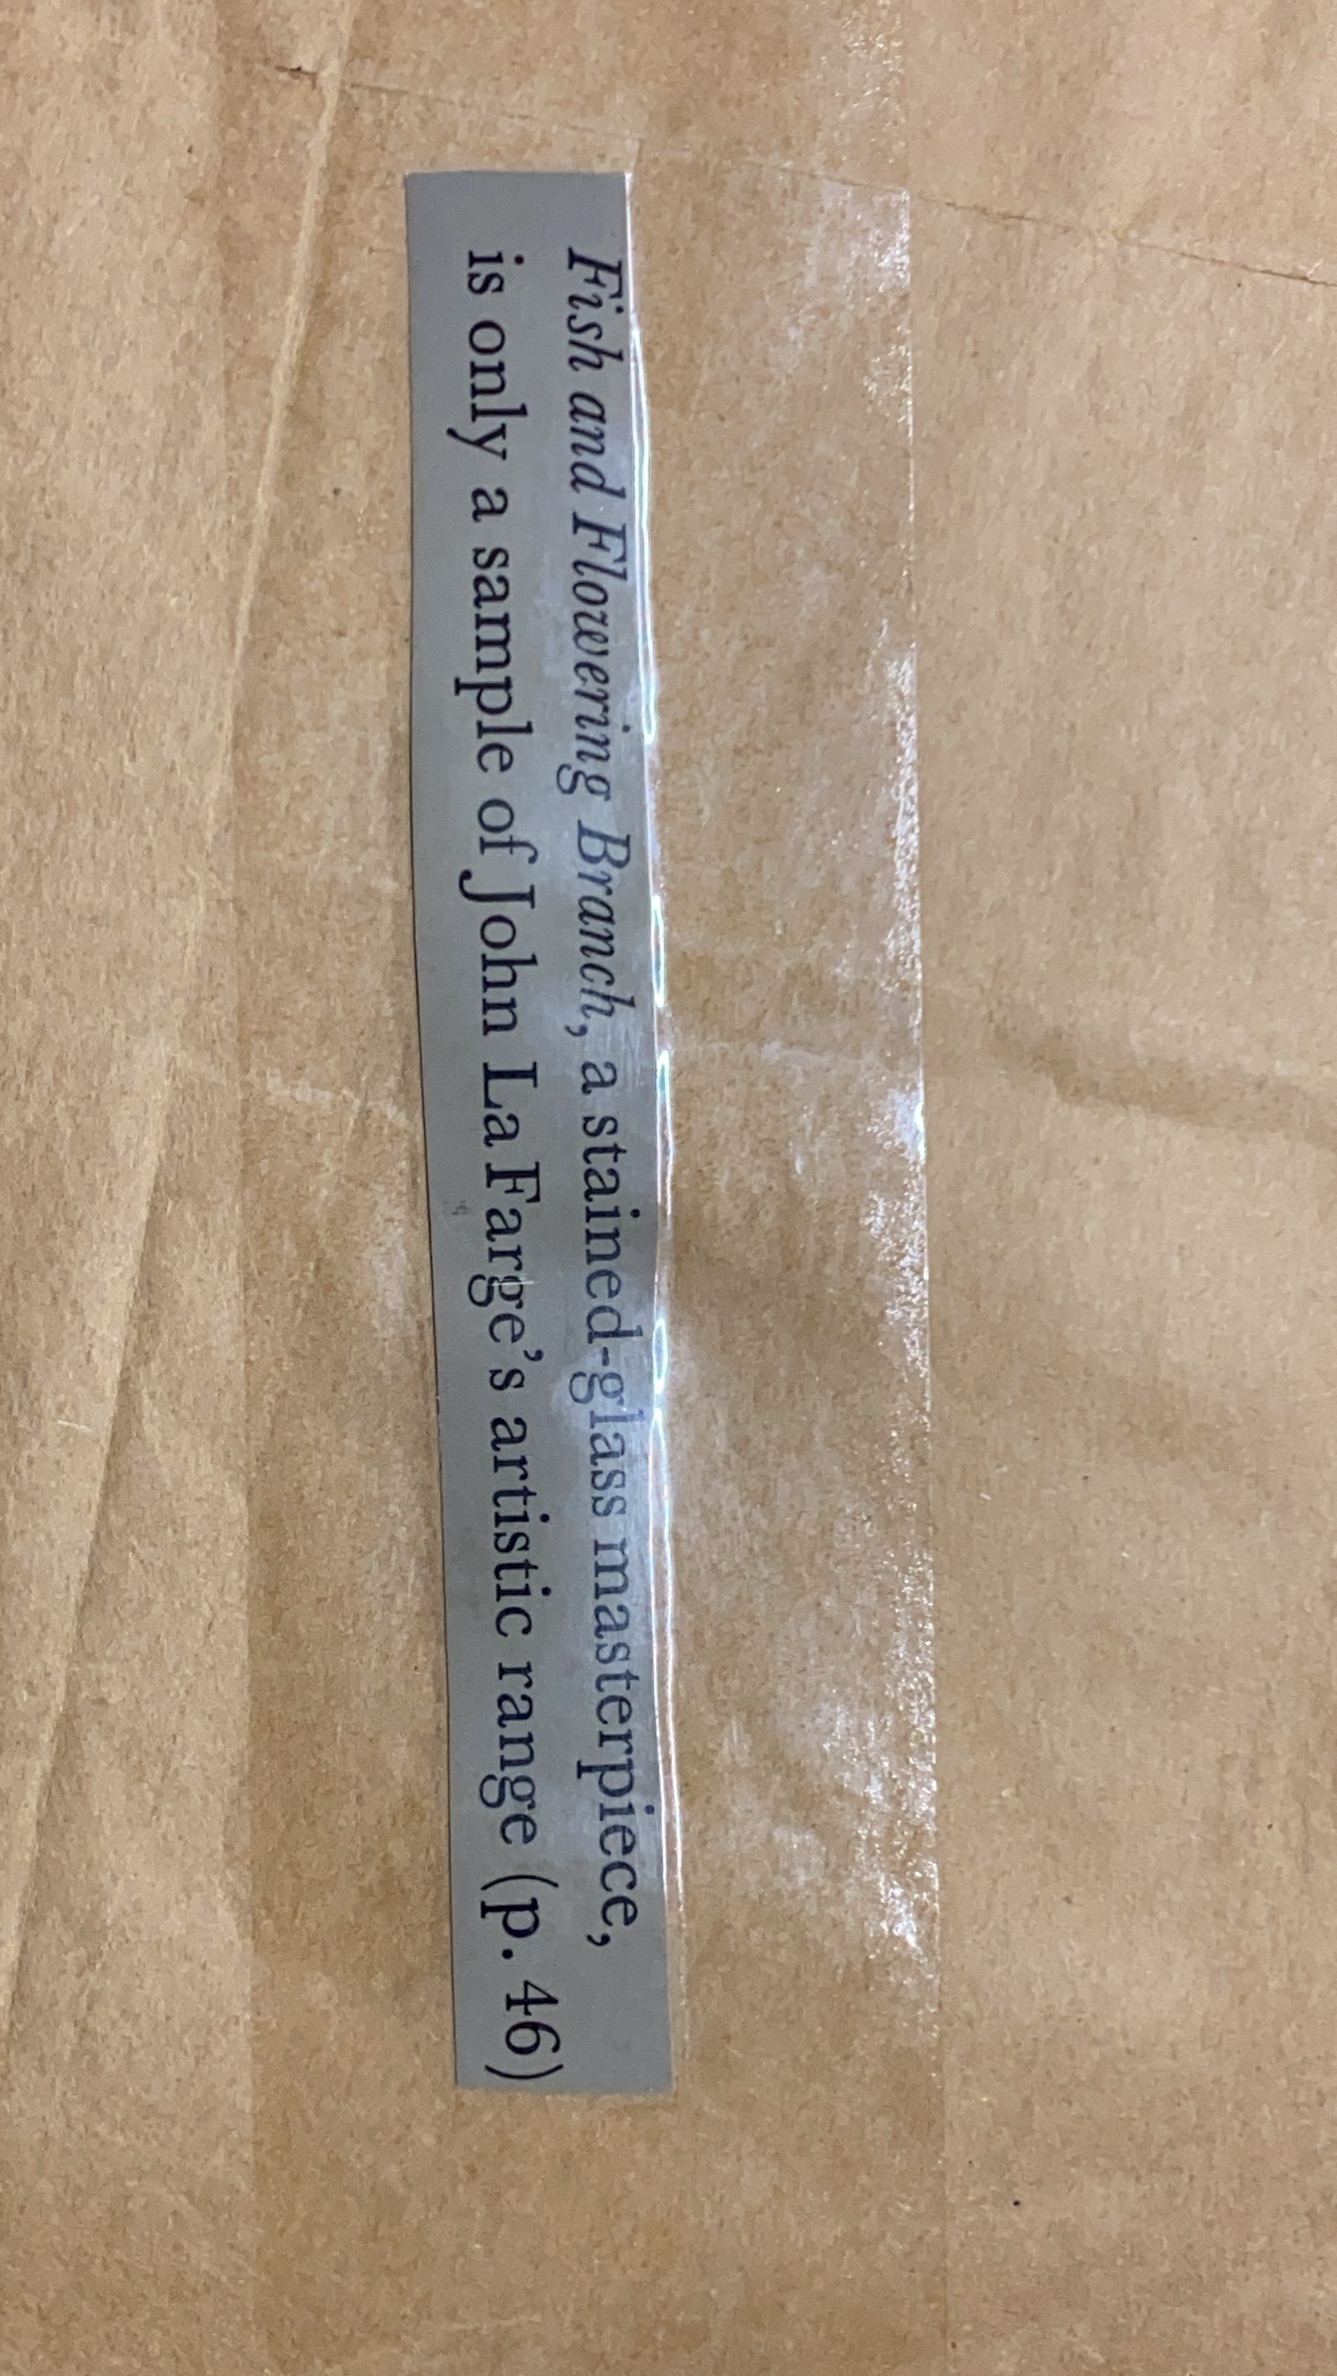 Fish and Flowering Branch, a stained-glass masterpiece,
is only a sample of John La Farge's artistic range (p. 46)